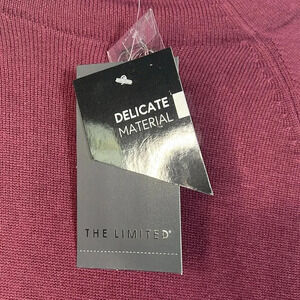 DELICATE
MATERIAL
THE LIMITED®